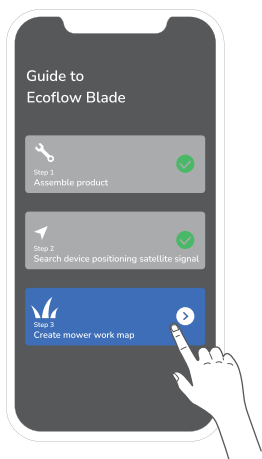 Guide to
Ecoflow Blade
Step 1
Assemble product
Step 2
Search device positioning satellite signal
Step 3
Create mower work map